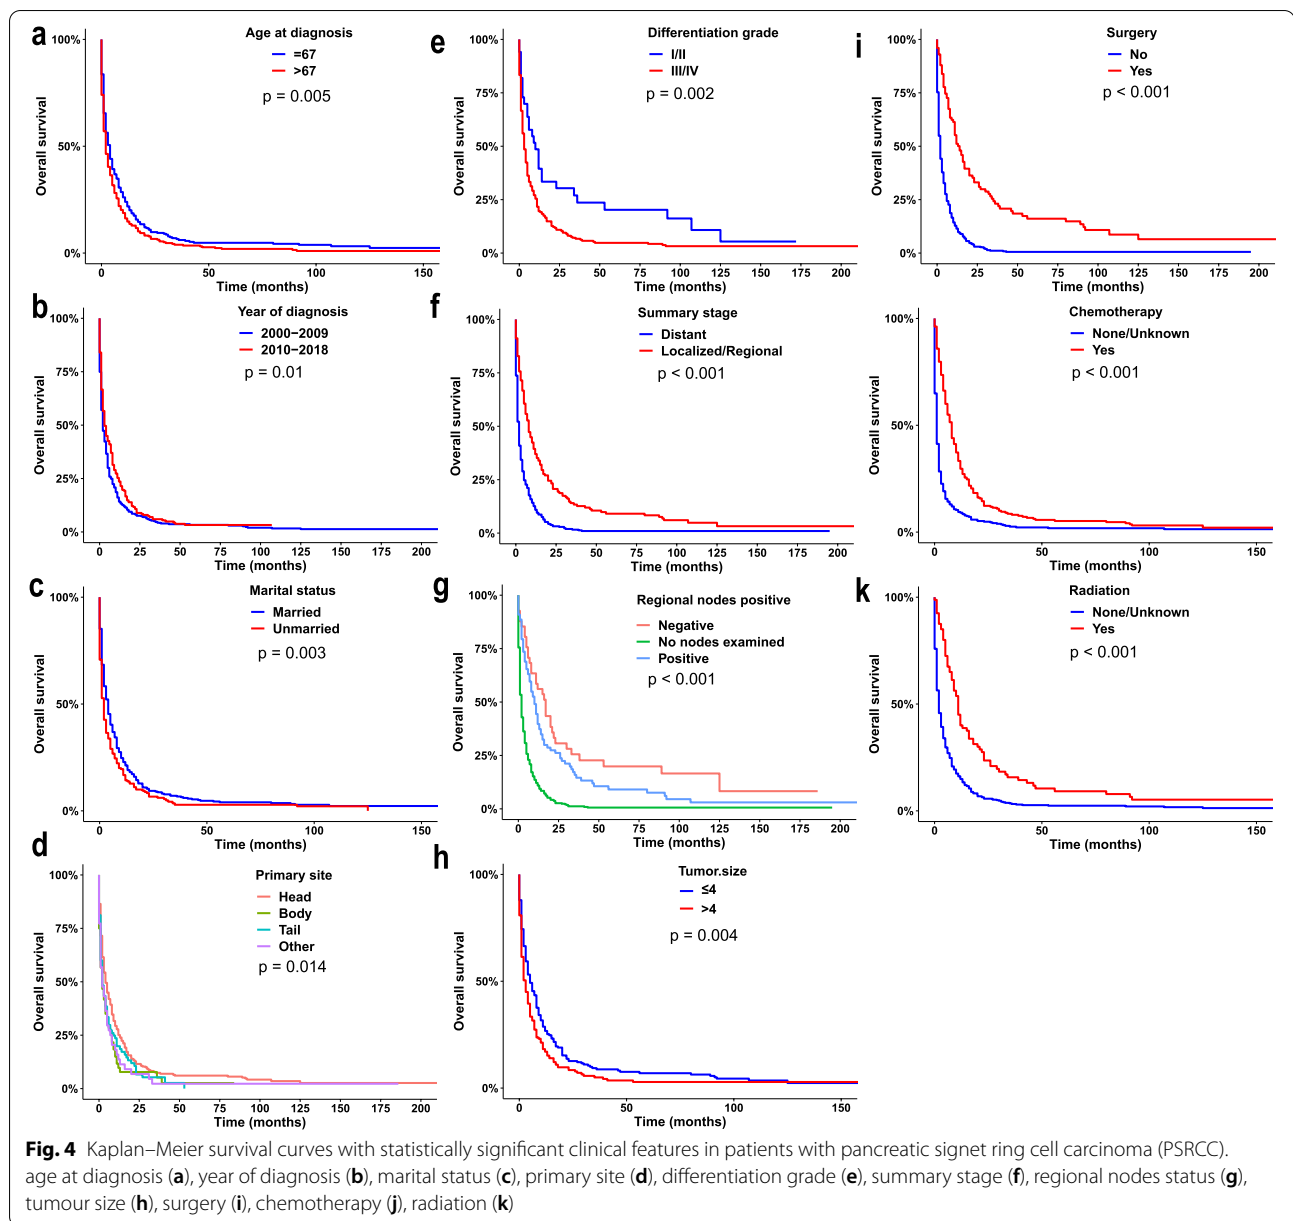 a
Age at diagnosis
=67
>67
p = 0.005
100%
75%
50%
25%
0%
Overall survival
0 50 100 150
Time (months)
e
Differentiation grade
I/II
III/IV
p = 0.002
100%
75%
50%
25%
0%
Overall survival
0 25 50 75 100 125 150 175 200
Time (months)
i
Surgery
No
Yes
p < 0.001
100%
75%
50%
25%
0%
Overall survival
0 25 50 75 100 125 150 175 200
Time (months)
b
Year of diagnosis
2000−2009
2010−2018
p = 0.01
100%
75%
50%
25%
0%
Overall survival
0 25 50 75 100 125 150 175 200
Time (months)
f
Summary stage
Distant
Localized/Regional
p < 0.001
100%
75%
50%
25%
0%
Overall survival
0 25 50 75 100 125 150 175 200
Time (months)
Chemotherapy
None/Unknown
Yes
p < 0.001
100%
50%
0%
Overall survival
0 50 100 150
Time (months)
c
Marital status
Married
Unmarried
p = 0.003
100%
50%
0%
Overall survival
0 50 100 150
Time (months)
g
Regional nodes positive
Negative
No nodes examined
Positive
p < 0.001
100%
75%
50%
25%
0%
Overall survival
0 25 50 75 100 125 150 175 200
Time (months)
k
Radiation
None/Unknown
Yes
p < 0.001
100%
50%
0%
Overall survival
0 50 100 150
Time (months)
d
Primary site
Head
Body
Tail
Other
p = 0.014
100%
75%
50%
25%
0%
Overall survival
0 25 50 75 100 125 150 175 200
Time (months)
h
Tumor.size
≤4
>4
p = 0.004
100%
50%
0%
Overall survival
0 50 100 150
Time (months)
Fig. 4 Kaplan–Meier survival curves with statistically significant clinical features in patients with pancreatic signet ring cell carcinoma (PSRCC).
age at diagnosis (a), year of diagnosis (b), marital status (c), primary site (d), differentiation grade (e), summary stage (f), regional nodes status (g),
tumour size (h), surgery (i), chemotherapy (j), radiation (k)